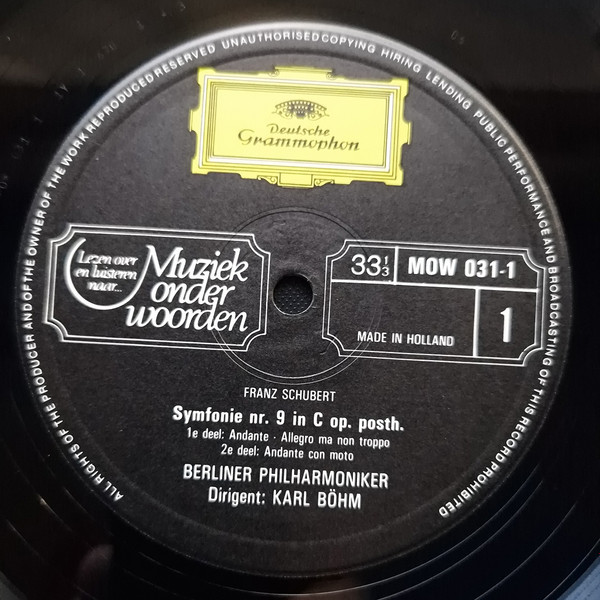 ALL RIGHTS OF THE PRODUCER AND OF THE OWNER OF THE WORK REPRODUCED RESERVED UNAUTHORISED COPYING HIRING LENDING PUBLIC PERFORMANCE AND BROADCASTING OF THIS RECORD PROHIBITED
Deutsche
Grammophon
Lezen over
en luisteren
naar...
Muziek
onder
woorden
33 1/3
MOW 031-1
MADE IN HOLLAND
1
FRANZ SCHUBERT
Symfonie nr. 9 in C op. posth.
1e deel: Andante · Allegro ma non troppo
2e deel: Andante con moto
BERLINER PHILHARMONIKER
Dirigent: KARL BÖHM